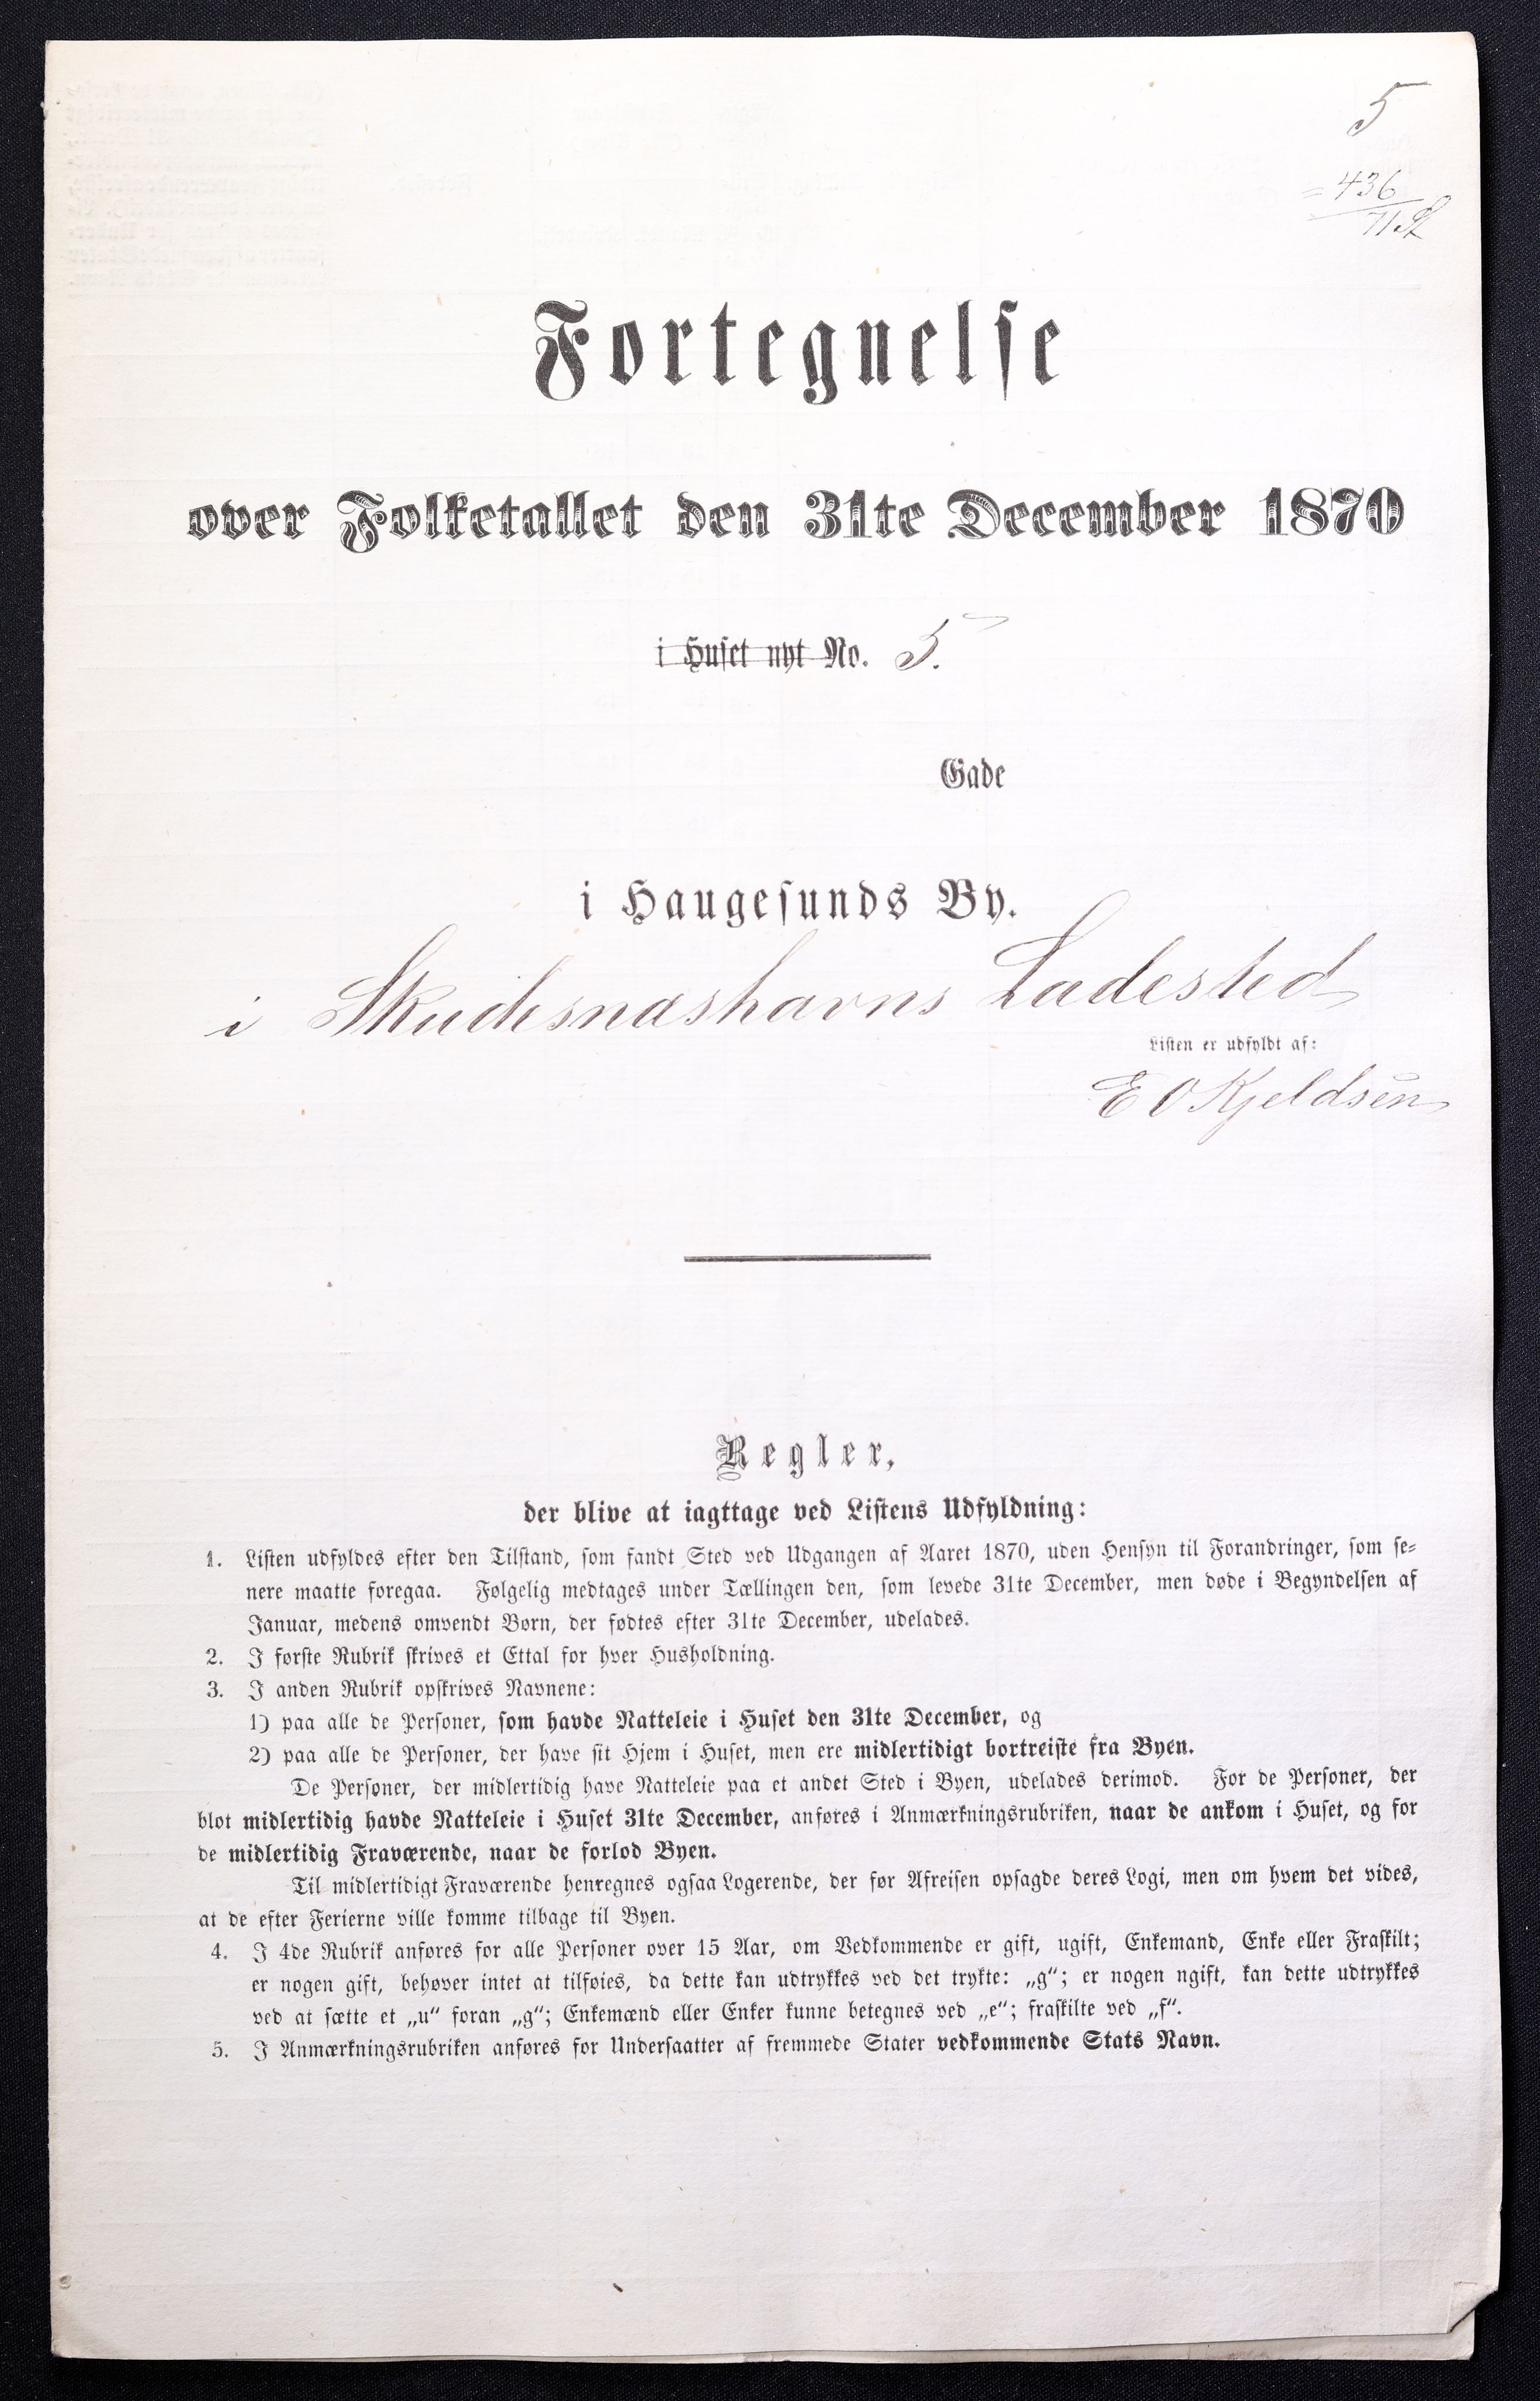 5
= 436
71 St
Fortegnelse
over Folketallet den 31te December 1870
i Huset nyt No. 5.
Gade
i Haugesunds By.
i Skudesnæshavns Ladested
Listen er udfyldt af:
E O Kjeldsen
Regler,
der blive at iagttage ved Listens Udfyldning:
1. Listen udfyldes efter den Tilstand, som fandt Sted ved Udgangen af Aaret 1870, uden Hensyn til Forandringer, som se-
nere maatte foregaa. Følgelig medtages under Tællingen den, som levede 31te December, men døde i Begyndelsen af
Januar, medens omvendt Børn, der fødtes efter 31te December, udelades.
2. I første Rubrik skrives et Ettal for hver Husholdning.
3. I anden Rubrik opskrives Navnene:
1) paa alle de Personer, som havde Natteleie i Huset den 31te December, og
2) paa alle de Personer, der have sit Hjem i Huset, men ere midlertidigt bortreiste fra Byen.
De Personer, der midlertidig have Natteleie paa et andet Sted i Byen, udelades derimod. For de Personer, der
blot midlertidig havde Natteleie i Huset 31te December, anføres i Anmærkningsrubriken, naar de ankom i Huset, og for
de midlertidig Fraværende, naar de forlod Byen.
Til midlertidigt Fraværende henregnes ogsaa Logerende, der før Afreisen opsagde deres Logi, men om hvem det vides,
at de efter Ferierne ville komme tilbage til Byen.
4. I 4de Rubrik anføres for alle Personer over 15 Aar, om Vedkommende er gift, ugift, Enkemand, Enke eller Fraskilt;
er nogen gift, behøver intet at tilføies, da dette kan udtrykkes ved det trykte: „g“; er nogen ngift, kan dette udtrykkes
ved at sætte et „u“ foran „g“; Enkemænd eller Enker kunne betegnes ved „e“; fraskilte ved „f“.
5. I Anmærkningsrubriken anføres for Undersaatter af fremmede Stater vedkommende Stats Navn.